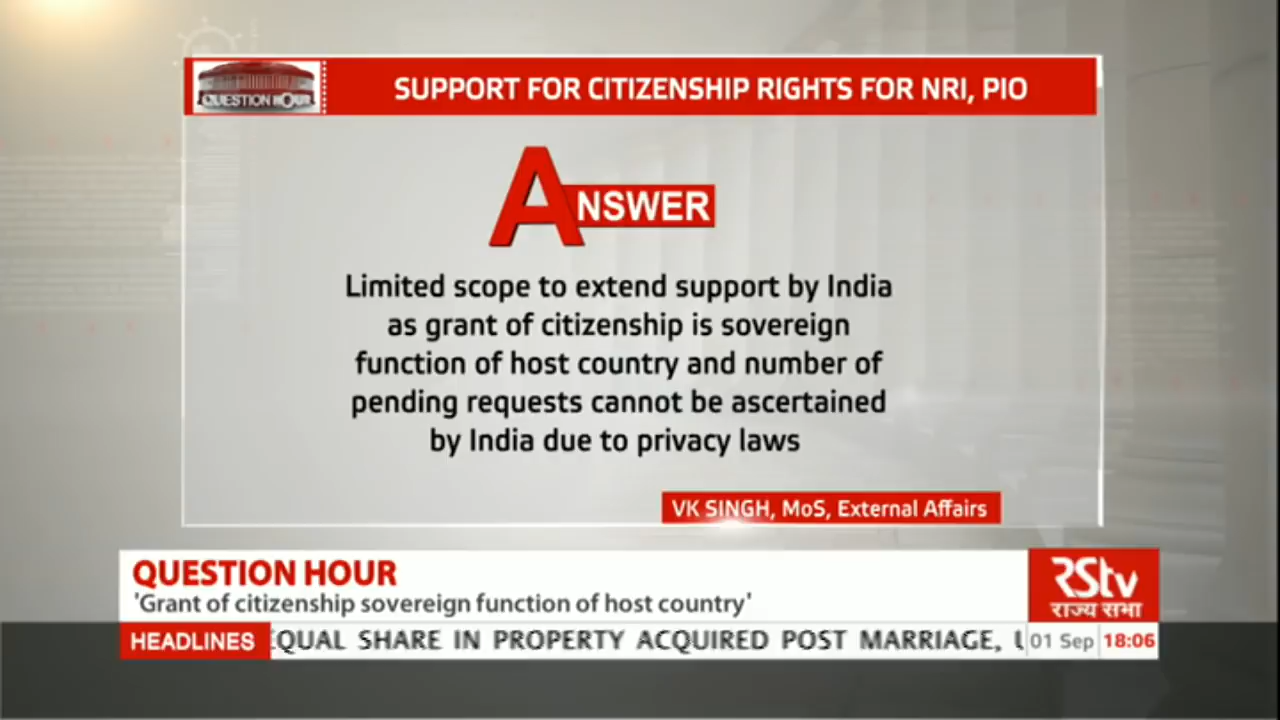 QUESTION HOUR
SUPPORT FOR CITIZENSHIP RIGHTS FOR NRI, PIO
ANSWER
Limited scope to extend support by India
as grant of citizenship is sovereign
function of host country and number of
pending requests cannot be ascertained
by India due to privacy laws
VK SINGH, MoS, External Affairs
QUESTION HOUR
'Grant of citizenship sovereign function of host country'
RStv
राज्य सभा
HEADLINES EQUAL SHARE IN PROPERTY ACQUIRED POST MARRIAGE, 01 Sep 18:06